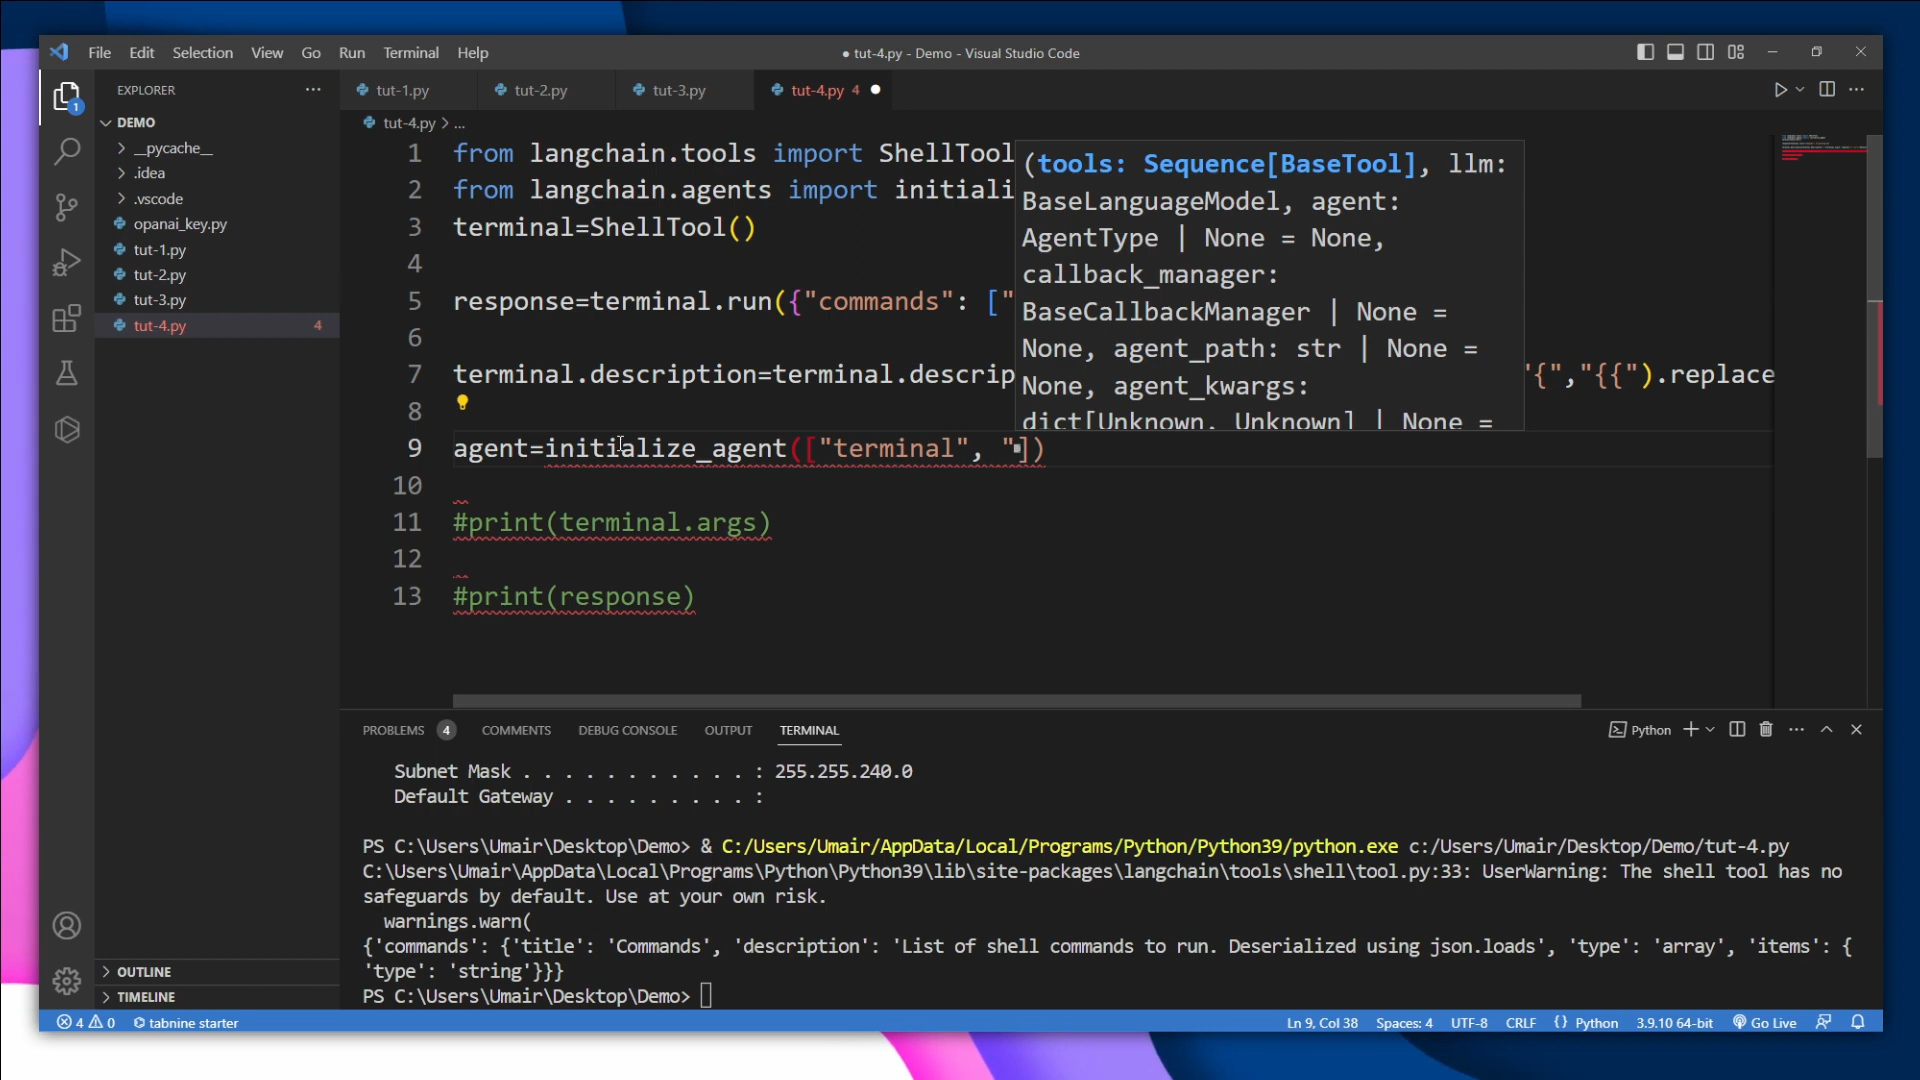 File Edit Selection View Go Run Terminal Help
● tut-4.py - Demo - Visual Studio Code
EXPLORER
tut-1.py
tut-2.py
tut-3.py
tut-4.py 4
DEMO
tut-4.py > ...
__pycache__
.idea
.vscode
opanai_key.py
tut-1.py
tut-2.py
tut-3.py
tut-4.py 4
1
1 from langchain.tools import ShellTool
2 from langchain.agents import initiali
3 terminal=ShellTool()
4
5 response=terminal.run({"commands": ["
6
7 terminal.description=terminal.descrip "{","{{").replace
8
9 agent=initialize_agent(["terminal", "])
10
11 #print(terminal.args)
12
13 #print(response)
(tools: Sequence[BaseTool], llm:
BaseLanguageModel, agent:
AgentType | None = None,
callback_manager:
BaseCallbackManager | None =
None, agent_path: str | None =
None, agent_kwargs:
dict[Unknown, Unknown] | None =
PROBLEMS 4 COMMENTS DEBUG CONSOLE OUTPUT TERMINAL
Python
Subnet Mask . . . . . . . . . . . : 255.255.240.0
Default Gateway . . . . . . . . . :
PS C:\Users\Umair\Desktop\Demo> & C:/Users/Umair/AppData/Local/Programs/Python/Python39/python.exe c:/Users/Umair/Desktop/Demo/tut-4.py
C:\Users\Umair\AppData\Local\Programs\Python\Python39\lib\site-packages\langchain\tools\shell\tool.py:33: UserWarning: The shell tool has no
safeguards by default. Use at your own risk.
warnings.warn(
{'commands': {'title': 'Commands', 'description': 'List of shell commands to run. Deserialized using json.loads', 'type': 'array', 'items': {
'type': 'string'}}}
PS C:\Users\Umair\Desktop\Demo>
OUTLINE
TIMELINE
4 0 tabnine starter
Ln 9, Col 38 Spaces: 4 UTF-8 CRLF {} Python 3.9.10 64-bit Go Live